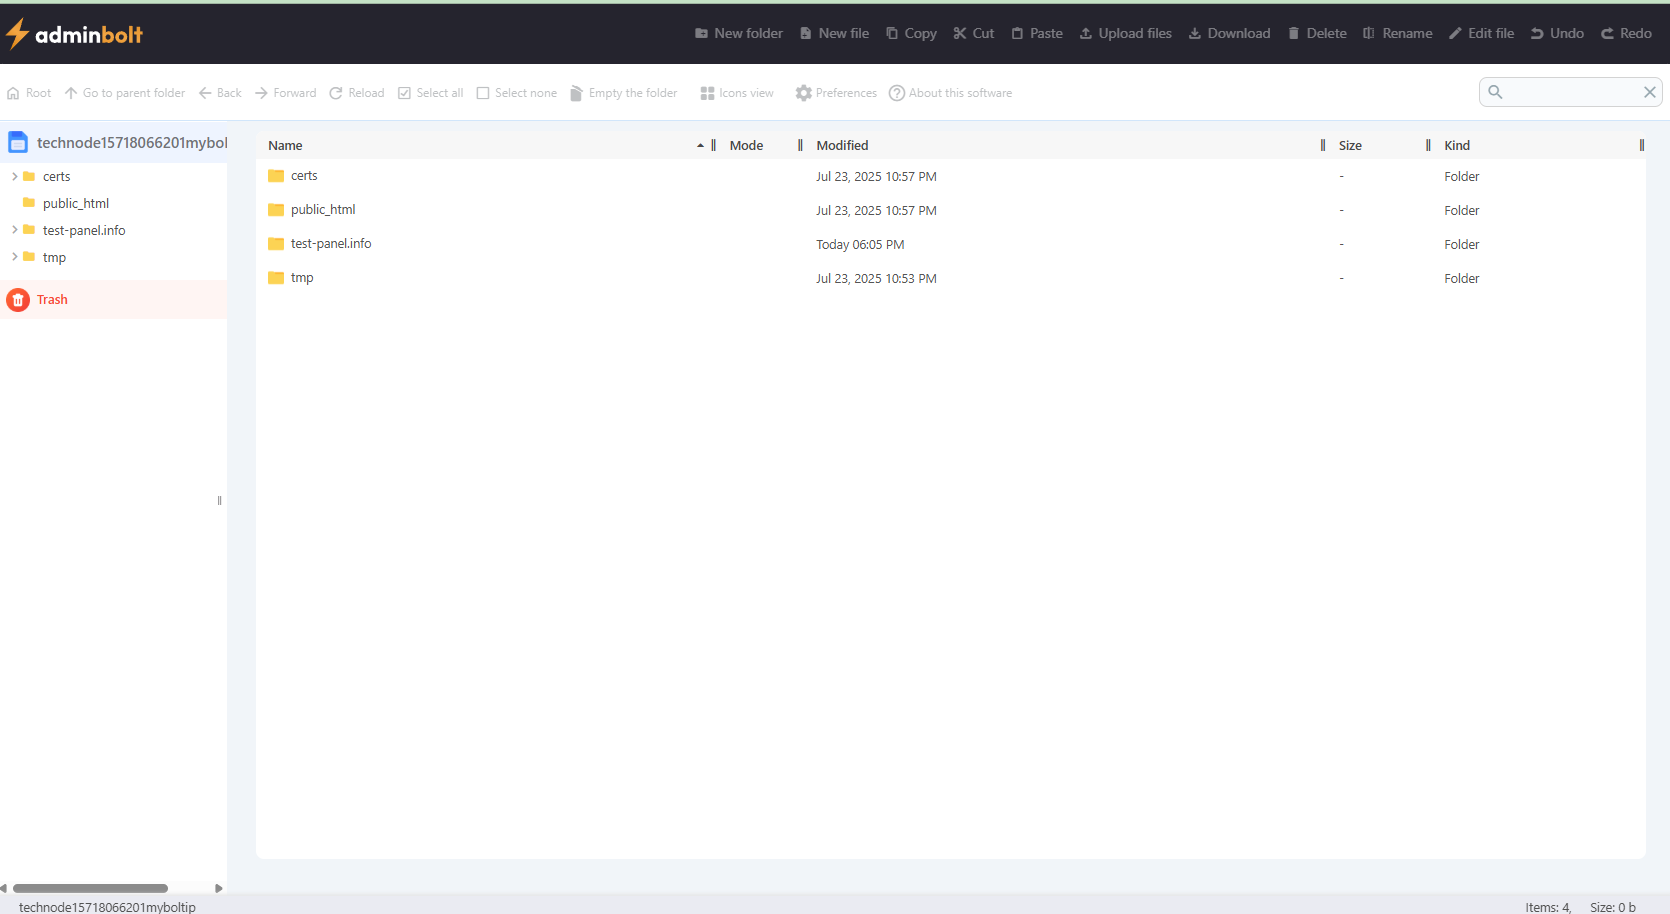 adminbolt
New folder New file Copy Cut Paste Upload files Download Delete Rename Edit file Undo Redo
Root Go to parent folder Back Forward Reload Select all Select none Empty the folder Icons view Preferences About this software
technode15718066201mybol
certs
public_html
test-panel.info
tmp
Trash
Name Mode Modified Size Kind
certs Jul 23, 2025 10:57 PM - Folder
public_html Jul 23, 2025 10:57 PM - Folder
test-panel.info Today 06:05 PM - Folder
tmp Jul 23, 2025 10:53 PM - Folder
technode15718066201myboltip Items: 4, Size: 0 b